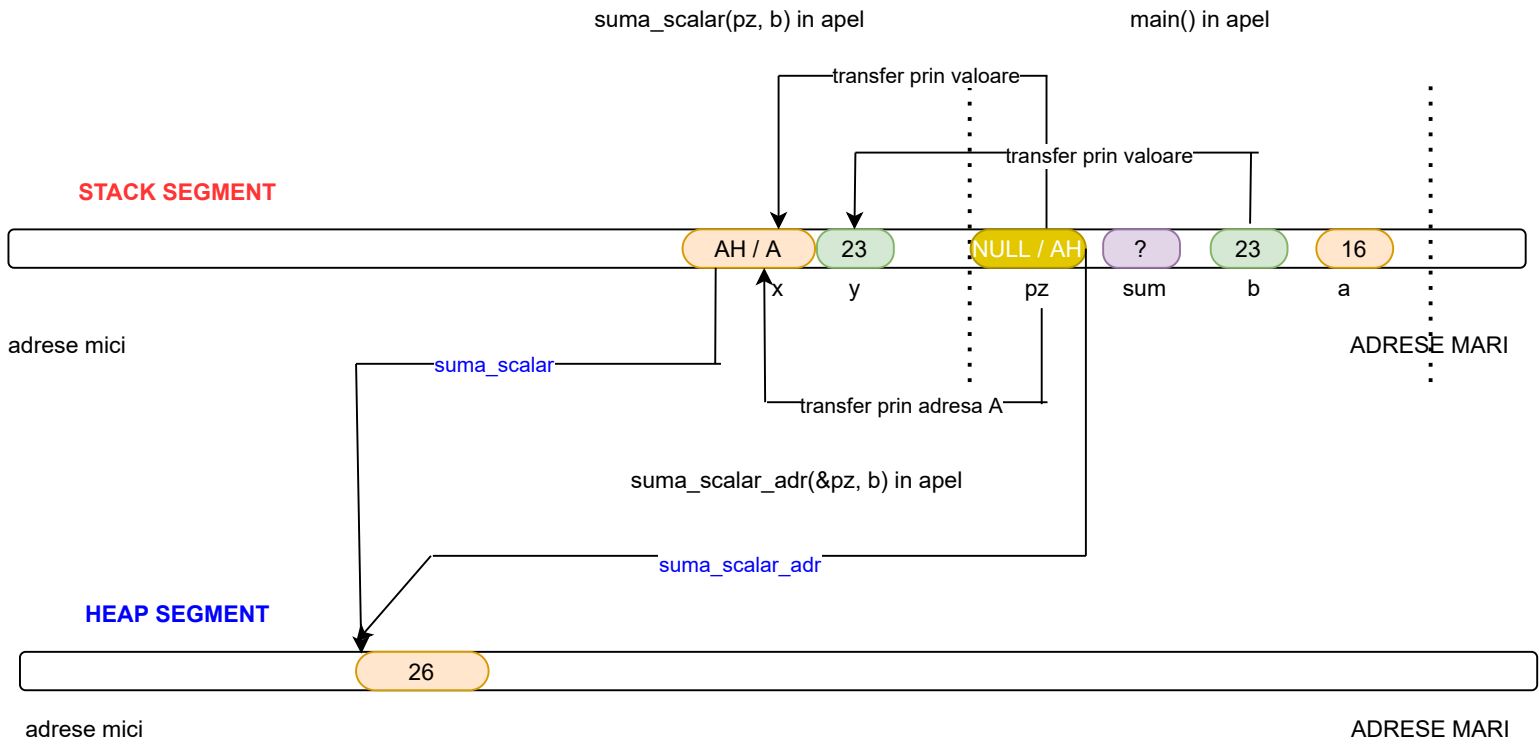 suma_scalar(pz, b) in apel
main() in apel
transfer prin valoare
transfer prin valoare
STACK SEGMENT
AH / A
23
NULL / AH
?
23
16
x
y
pz
sum
b
a
adrese mici
ADRESE MARI
suma_scalar
transfer prin adresa A
suma_scalar_adr(&pz, b) in apel
suma_scalar_adr
HEAP SEGMENT
26
adrese mici
ADRESE MARI